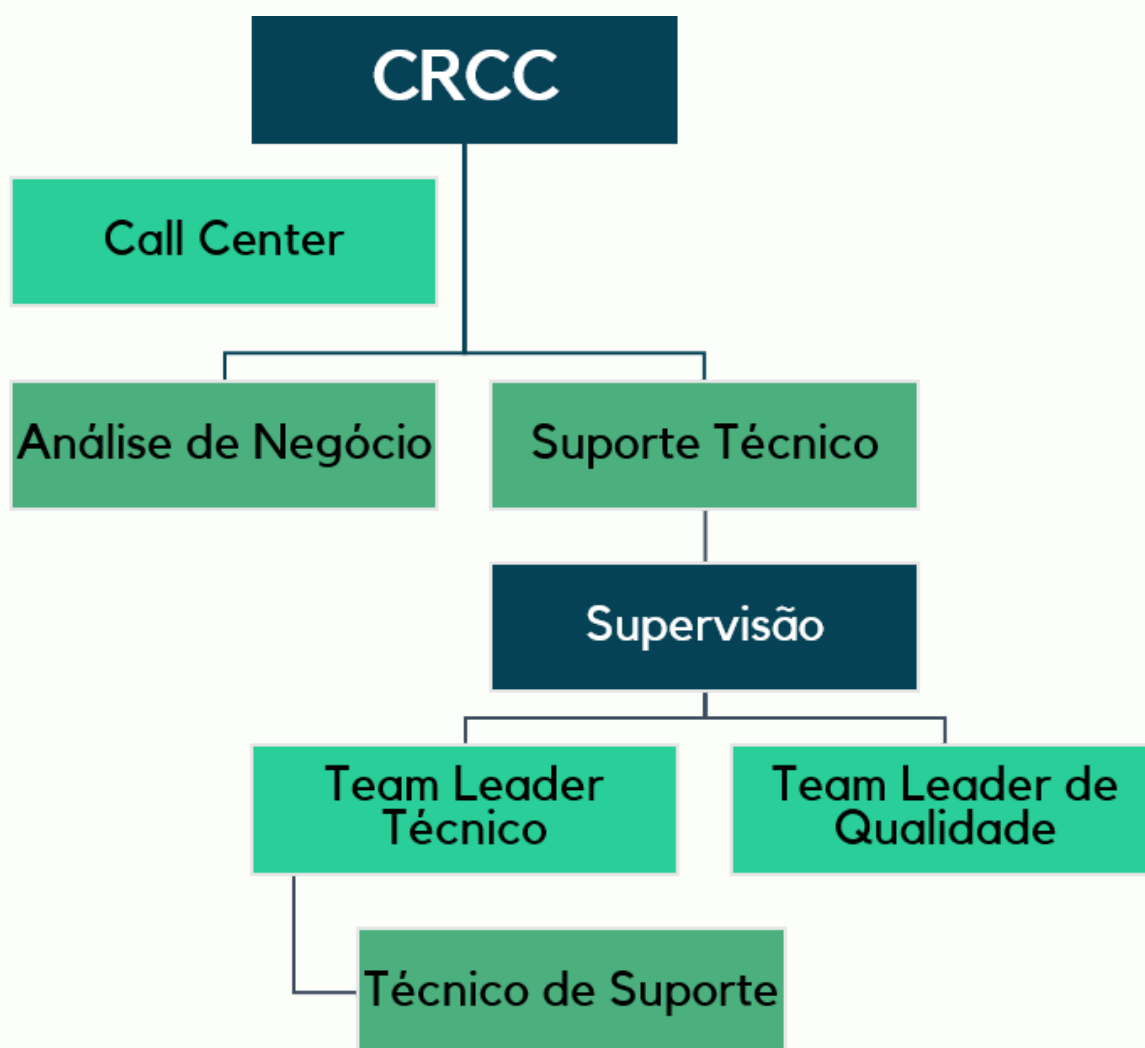 CRCC
Call Center
Análise de Negócio
Suporte Técnico
Supervisão
Team Leader
Técnico
Team Leader de
Qualidade
Técnico de Suporte